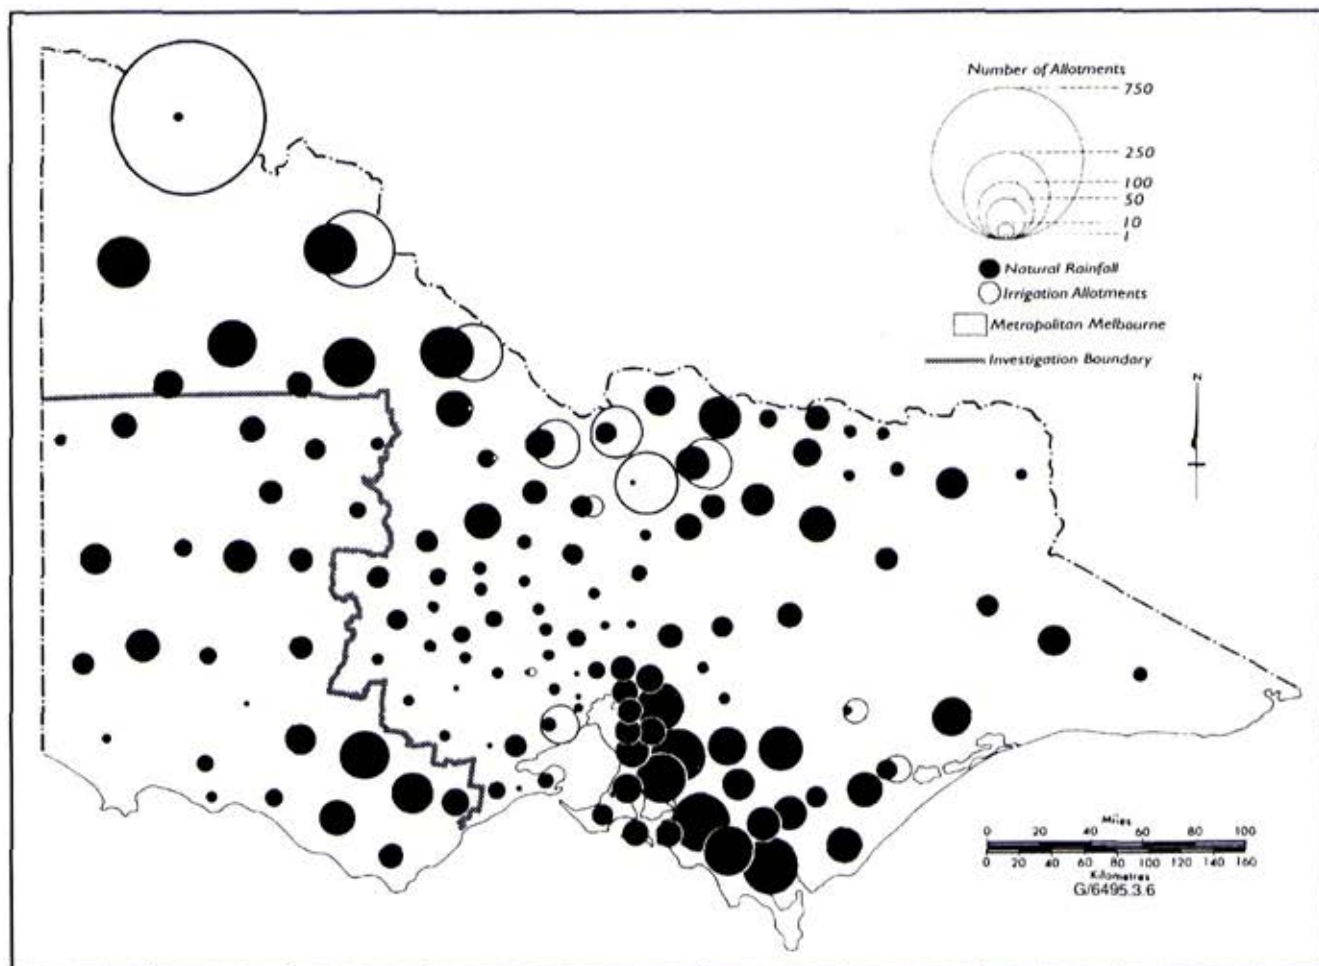 Number of Allotments
750
250
100
50
10
1
Natural Rainfall
Irrigation Allotments
Metropolitan Melbourne
Investigation Boundary
N
Miles
0 20 40 60 80 100
0 20 40 60 80 100 120 140 160
Kilometres
G/6495.3.6